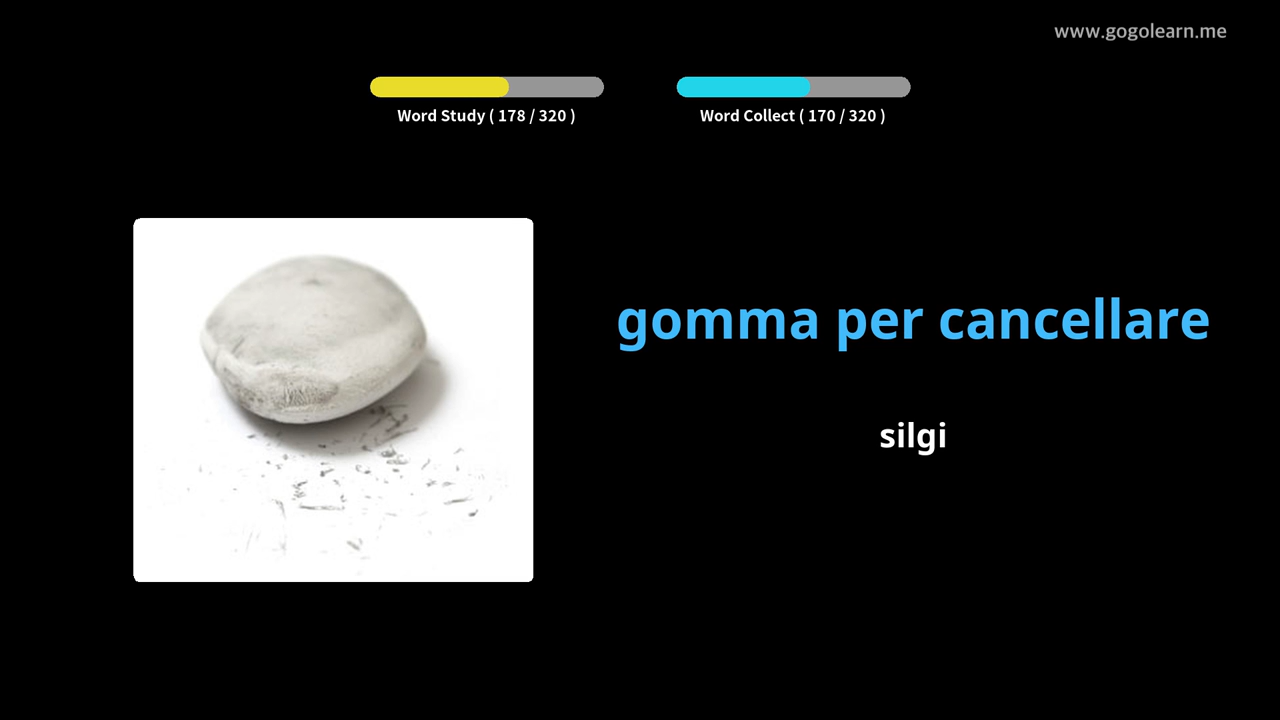 www.gogolearn.me
Word Study ( 178 / 320 )
Word Collect ( 170 / 320 )
gomma per cancellare
silgi